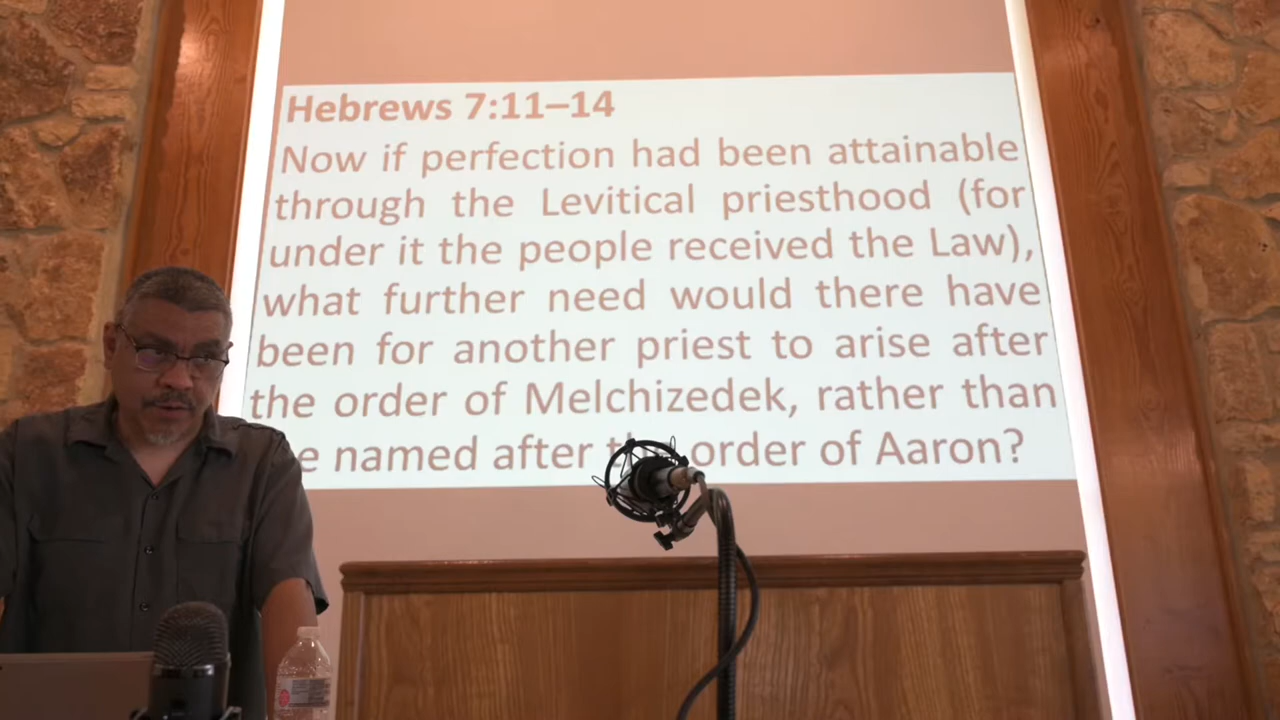 Hebrews 7:11–14
Now if perfection had been attainable
through the Levitical priesthood (for
under it the people received the Law),
what further need would there have
been for another priest to arise after
the order of Melchizedek, rather than
named after order of Aaron?